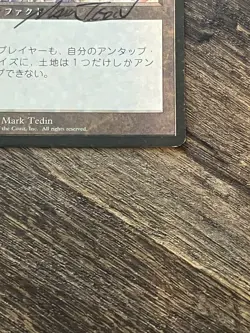 ファクト
プレイヤーも、自分のアンタップ・
イズに、土地は1つだけしかアン
プできない。
Mark Tedin
the Coast, Inc. All rights reserved.